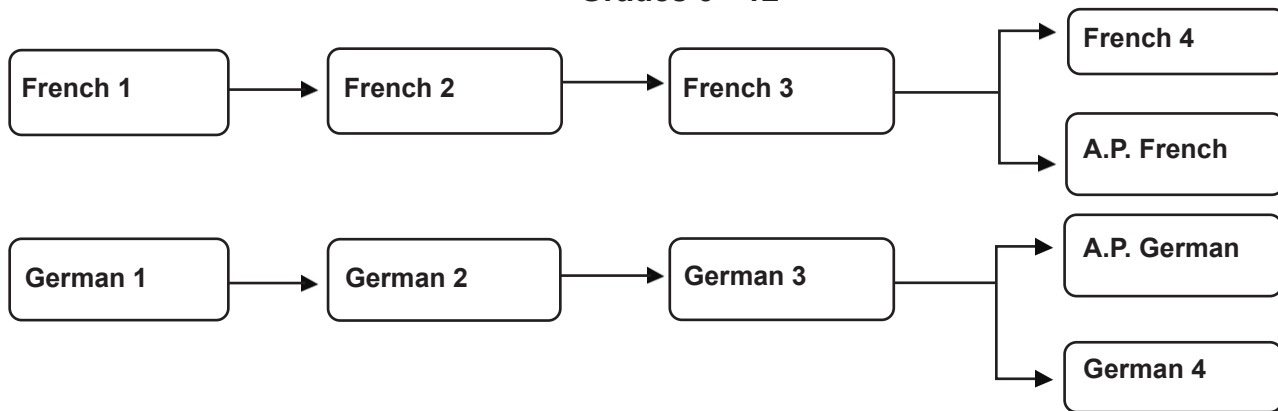 French 1
French 2
French 3
French 4
A.P. French
German 1
German 2
German 3
A.P. German
German 4